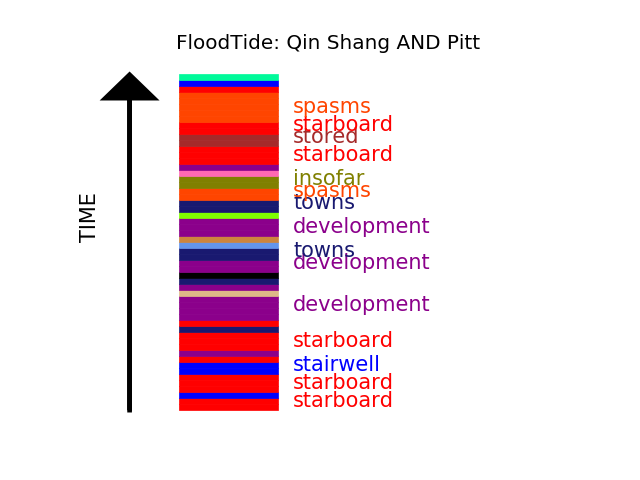 FloodTide: Qin Shang AND Pitt
TIME
spasms
starboard
stored
starboard
insofar
spasms
towns
development
towns
development
development
starboard
stairwell
starboard
starboard